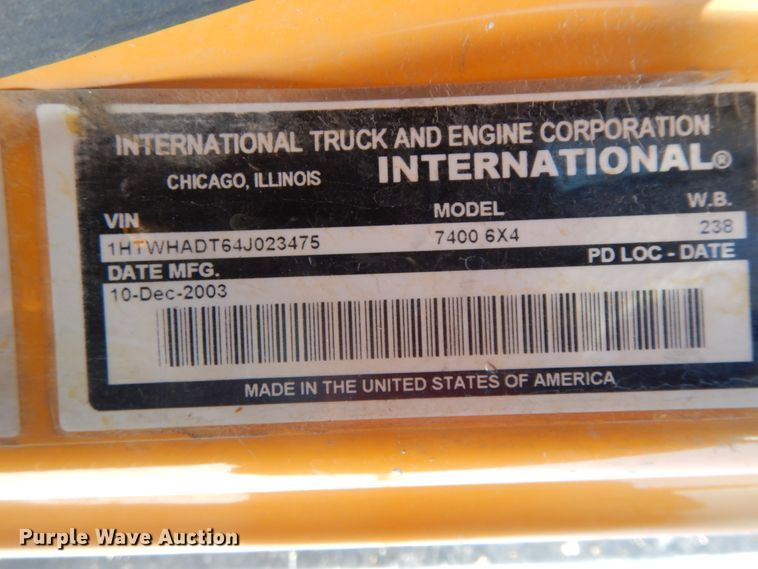 INTERNATIONAL TRUCK AND ENGINE CORPORATION
CHICAGO, ILLINOIS INTERNATIONAL®
VIN MODEL W.B.
1HTWHADT64J023475 7400 6X4 238
DATE MFG. PD LOC - DATE
10-Dec-2003
MADE IN THE UNITED STATES OF AMERICA
Purple Wave Auction